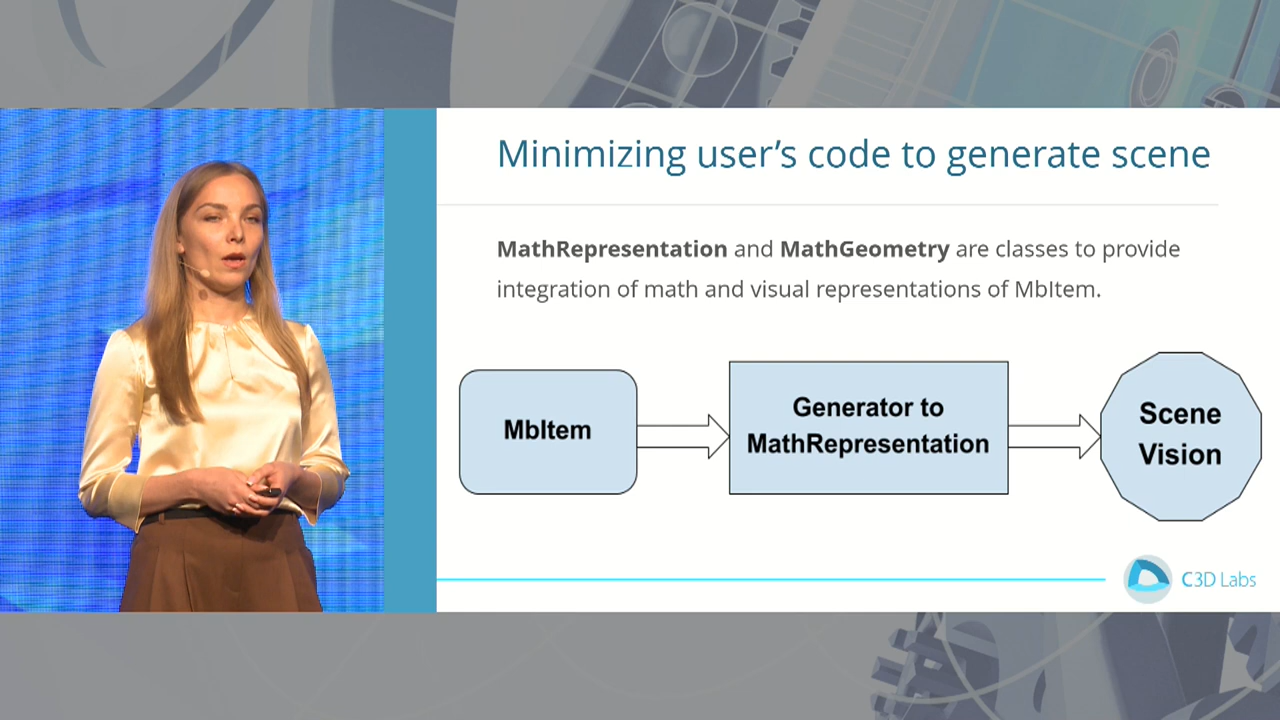 Minimizing user's code to generate scene
MathRepresentation and MathGeometry are classes to provide
integration of math and visual representations of MbItem.
MbItem
Generator to
MathRepresentation
Scene
Vision
C3D Labs